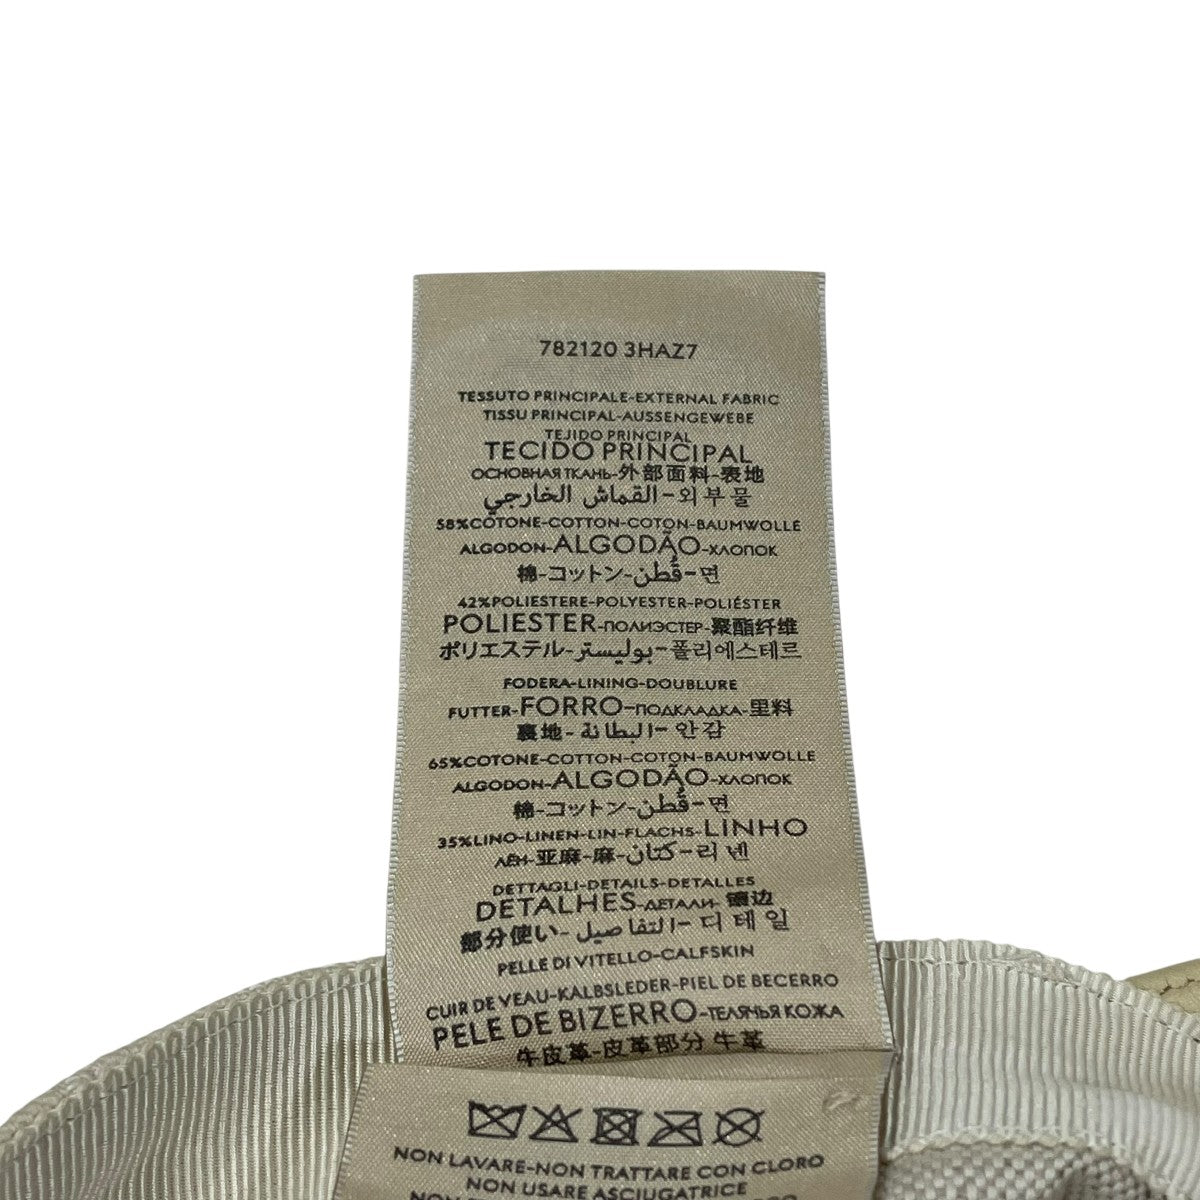 782120 3HAZ7
TESSUTO PRINCIPALE-EXTERNAL FABRIC
TISSU PRINCIPAL-AUSSENGEWEBE
TEJIDO PRINCIPAL
TECIDO PRINCIPAL
ОСНОВНАЯ ТКАНЬ-外部面料-表地
القماش الخارجي-외부물
58%COTONE-COTTON-COTON-BAUMWOLLE
ALGODON-ALGODÃO-ХЛОПОК
棉-コットン-قُطن-면
42%POLIESTERE-POLYESTER-POLIÉSTER
POLIESTER-ПОЛИЭСТЕР-聚酯纤维
ポリエステル-بوليستر-폴리에스테르
FODERA-LINING-DOUBLURE
FUTTER-FORRO-ПОДКЛАДКА-里料
裏地-البطانة-안감
65%COTONE-COTTON-COTON-BAUMWOLLE
ALGODON-ALGODÃO-ХЛОПОК
棉-コットン-قُطن-면
35%LINO-LINEN-LIN-FLACHS-LINHO
ЛЕН-亚麻-麻-كتان-리넨
DETTAGLI-DETAILS-DETALLES
DETALHES-ДЕТАЛИ-镶边
部分使い-التفاصيل-디테일
PELLE DI VITELLO-CALFSKIN
CUIR DE VEAU-KALBSLEDER-PIEL DE BECERRO
PELE DE BIZERRO-ТЕЛЯЧЬЯ КОЖА
牛皮革-皮革部分 牛革
NON LAVARE-NON TRATTARE CON CLORO
NON USARE ASCIUGATRICE